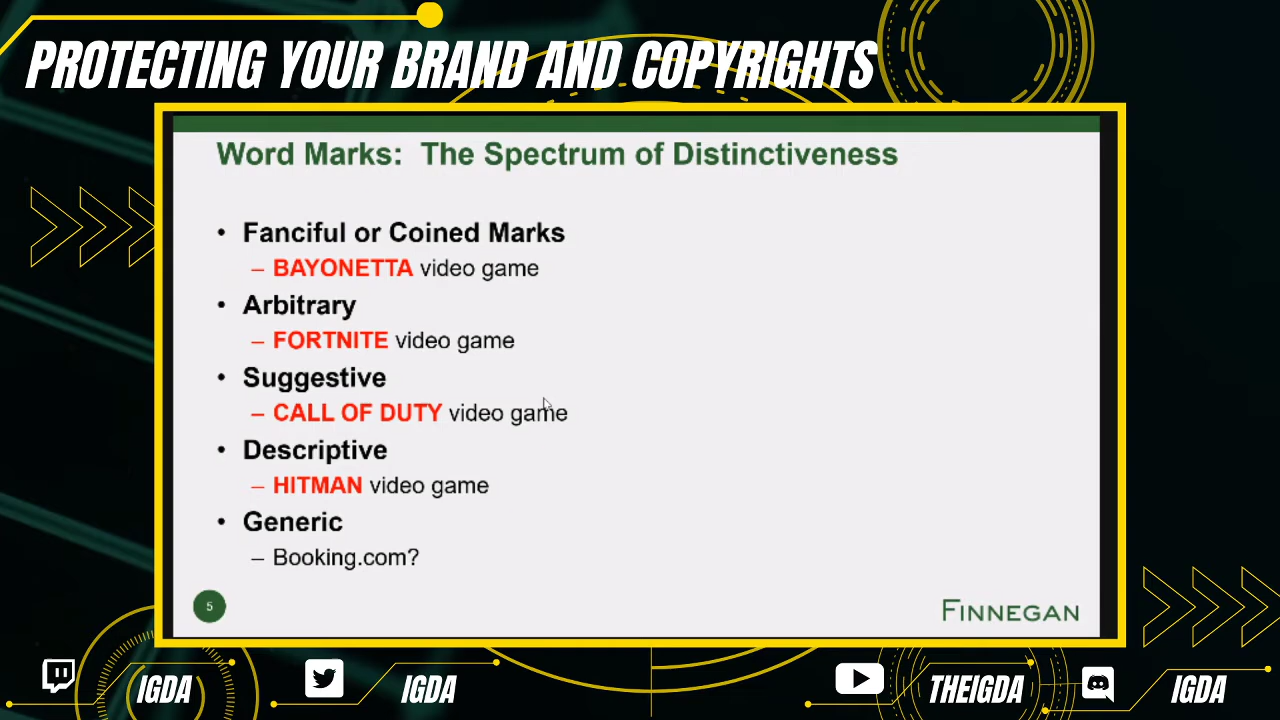 PROTECTING YOUR BRAND AND COPYRIGHTS
Word Marks: The Spectrum of Distinctiveness
• Fanciful or Coined Marks
– BAYONETTA video game
• Arbitrary
– FORTNITE video game
• Suggestive
– CALL OF DUTY video game
• Descriptive
– HITMAN video game
• Generic
– Booking.com?
5
FINNEGAN
IGDA
IGDA
THEIGDA
IGDA